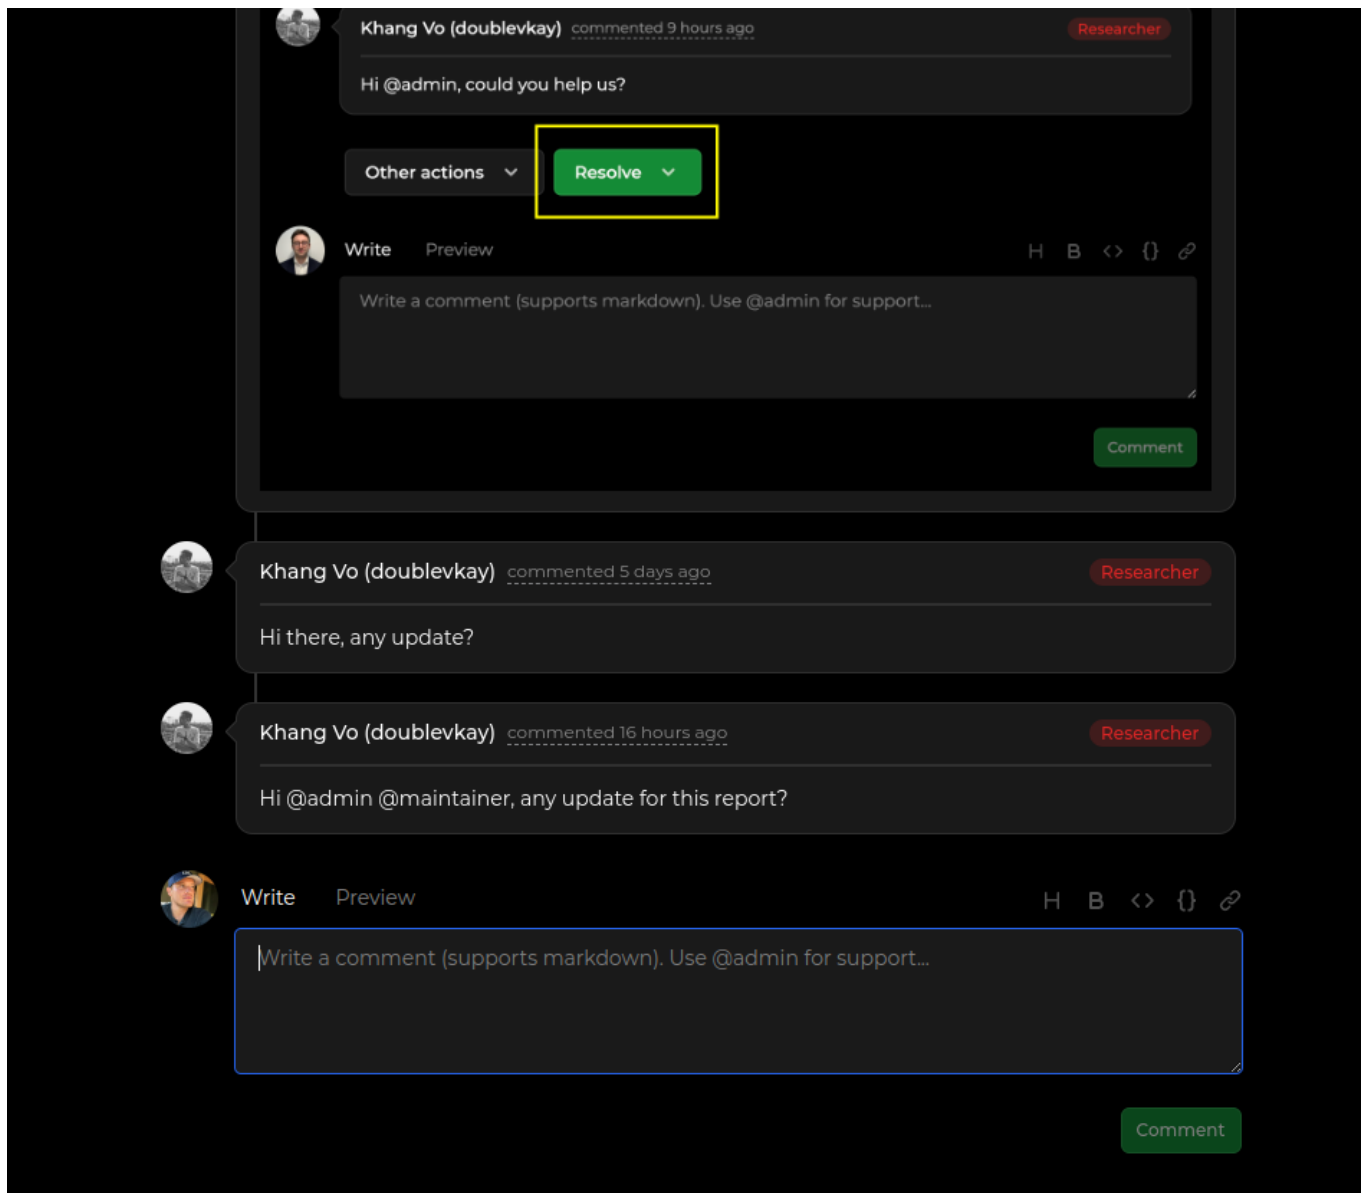 Khang Vo (doublevkay) commented 9 hours ago Researcher
Hi @admin, could you help us?
Other actions Resolve
Write Preview H B <> {}
Write a comment (supports markdown). Use @admin for support...
Comment
Khang Vo (doublevkay) commented 5 days ago Researcher
Hi there, any update?
Khang Vo (doublevkay) commented 16 hours ago Researcher
Hi @admin @maintainer, any update for this report?
Write Preview H B <> {}
Write a comment (supports markdown). Use @admin for support...
Comment